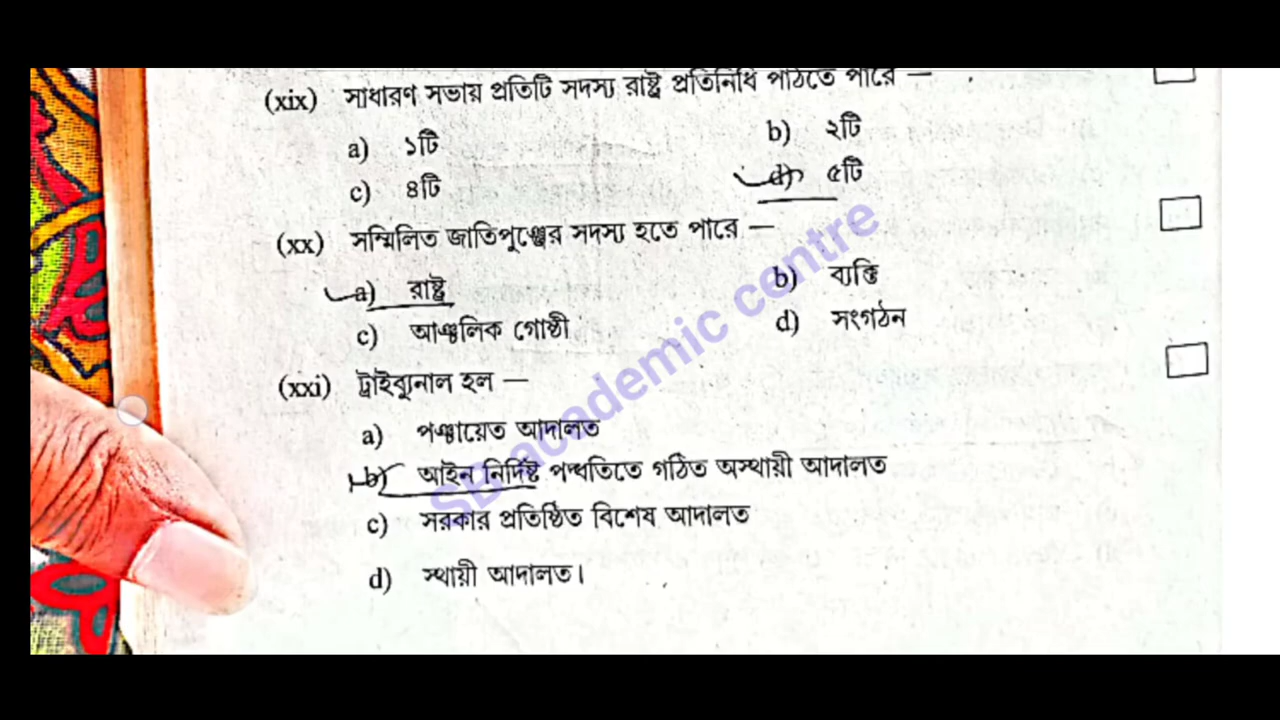 (xix) সাধারণ সভায় প্রতিটি সদস্য রাষ্ট্র প্রতিনিধি পাঠতে পারে —
a) ১টি b) ২টি
c) ৪টি d) ৫টি
(xx) সম্মিলিত জাতিপুঞ্জের সদস্য হতে পারে —
a) রাষ্ট্র b) ব্যক্তি
c) আঞ্চলিক গোষ্ঠী d) সংগঠন
(xxi) ট্রাইব্যুনাল হল —
a) পঞ্চায়েত আদালত
b) আইন নির্দিষ্ট পদ্ধতিতে গঠিত অস্থায়ী আদালত
c) সরকার প্রতিষ্ঠিত বিশেষ আদালত
d) স্থায়ী আদালত।
SB academic centre